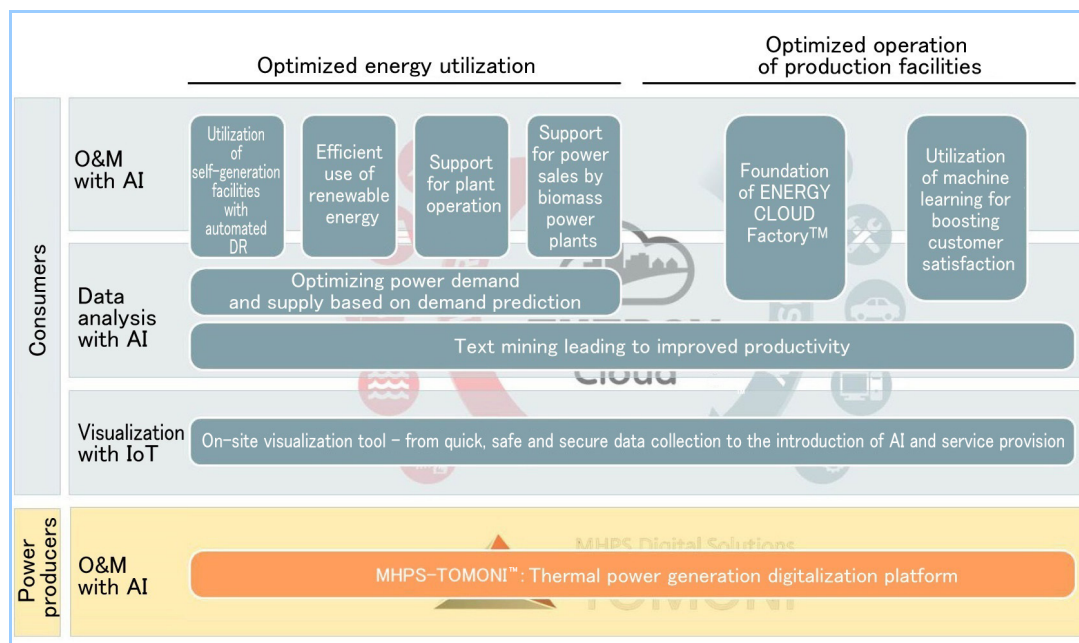 Optimized energy utilization
Optimized operation
of production facilities
Consumers
O&M
with AI
Utilization
of
self-generation
facilities
with
automated
DR
Efficient
use of
renewable
energy
Support
for plant
operation
Support
for power
sales by
biomass
power
plants
Foundation
of ENERGY
CLOUD
Factory™
Utilization
of machine
learning for
boosting
customer
satisfaction
Data
analysis
with AI
Optimizing power demand
and supply based on demand prediction
Text mining leading to improved productivity
Cloud
Visualization
with IoT
On-site visualization tool – from quick, safe and secure data collection to the introduction of AI and service provision
Power
producers
O&M
with AI
MHPS Digital Solutions
MHPS-TOMONI™: Thermal power generation digitalization platform
TOMONI